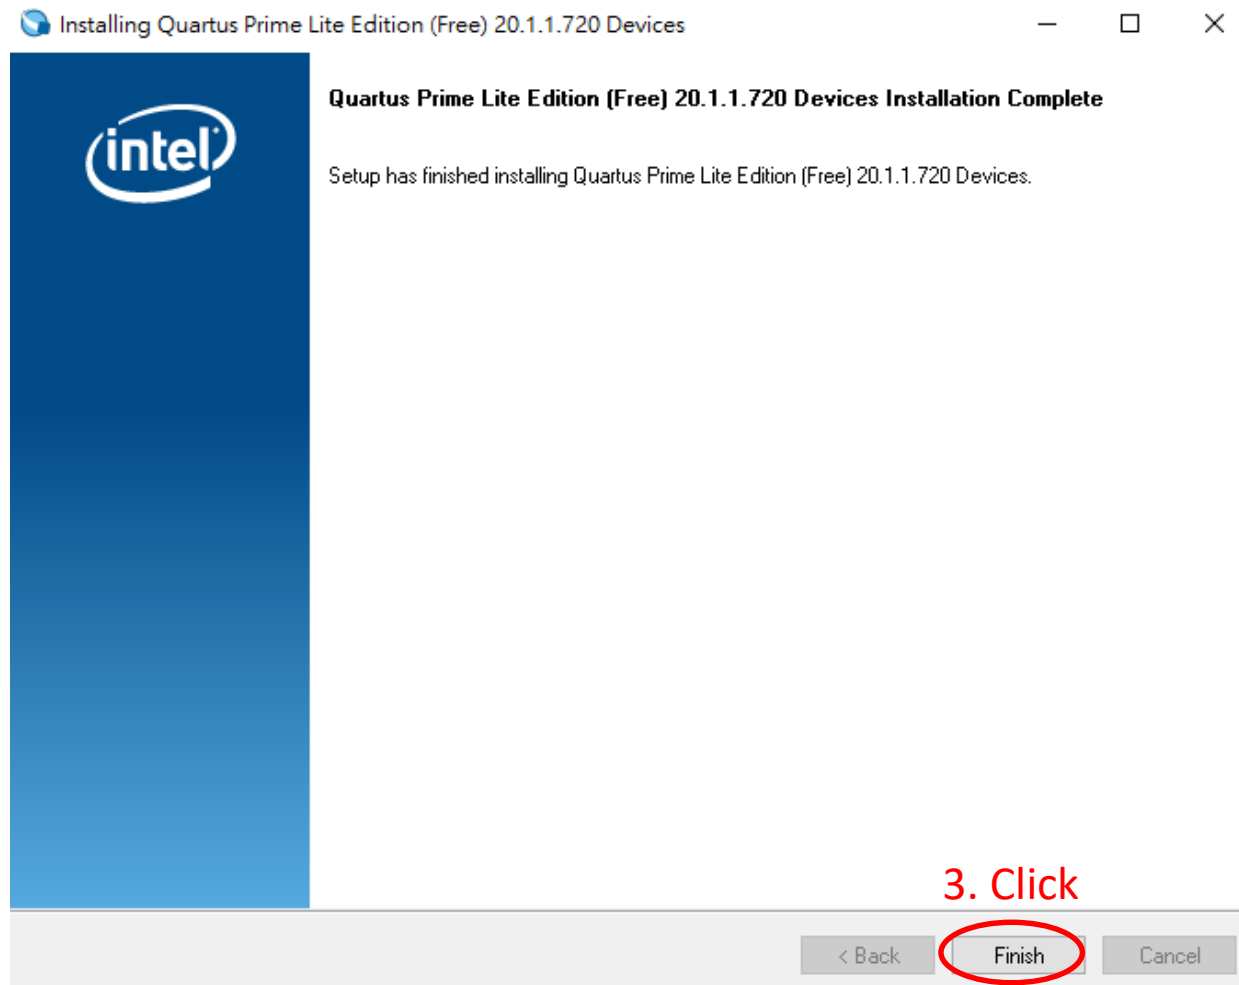 Installing Quartus Prime Lite Edition (Free) 20.1.1.720 Devices
intel
Quartus Prime Lite Edition (Free) 20.1.1.720 Devices Installation Complete
Setup has finished installing Quartus Prime Lite Edition (Free) 20.1.1.720 Devices.
3. Click
< Back
Finish
Cancel